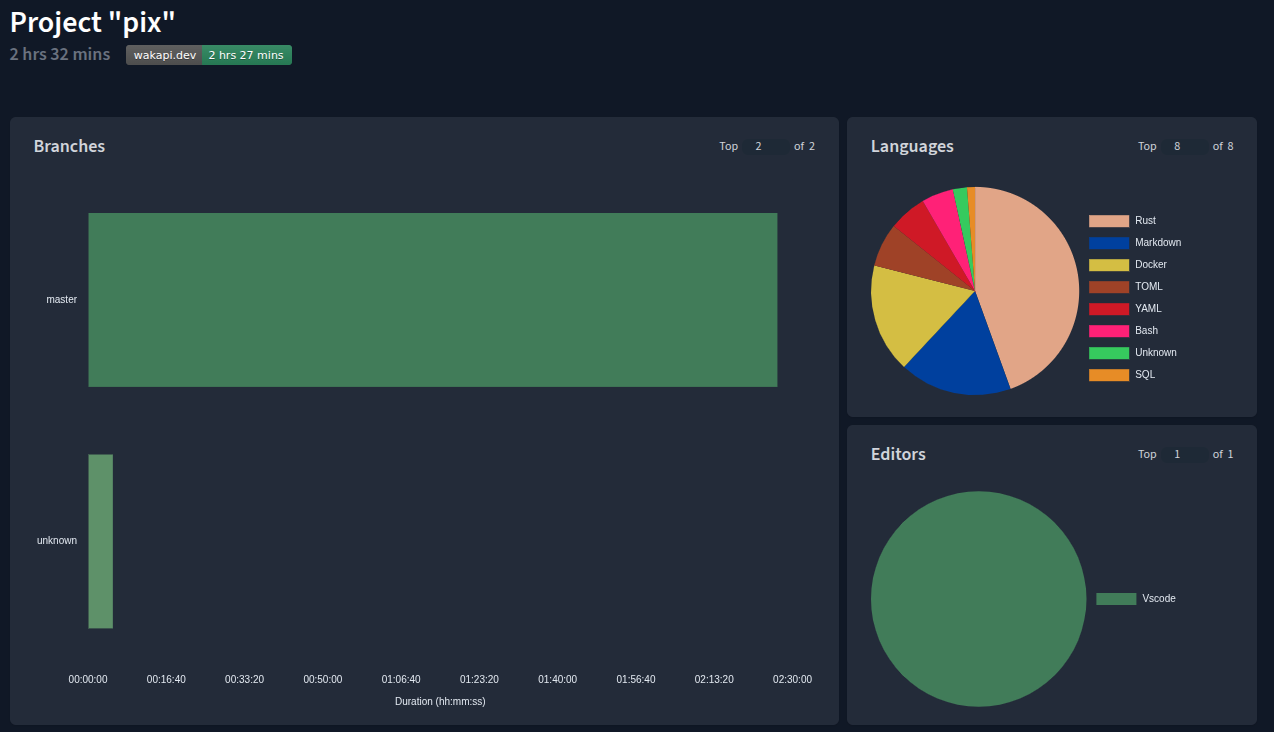 Project "pix"
2 hrs 32 mins wakapi.dev 2 hrs 27 mins
Branches Top 2 of 2
master
unknown
00:00:00 00:16:40 00:33:20 00:50:00 01:06:40 01:23:20 01:40:00 01:56:40 02:13:20 02:30:00
Duration (hh:mm:ss)
Languages Top 8 of 8
Rust
Markdown
Docker
TOML
YAML
Bash
Unknown
SQL
Editors Top 1 of 1
Vscode